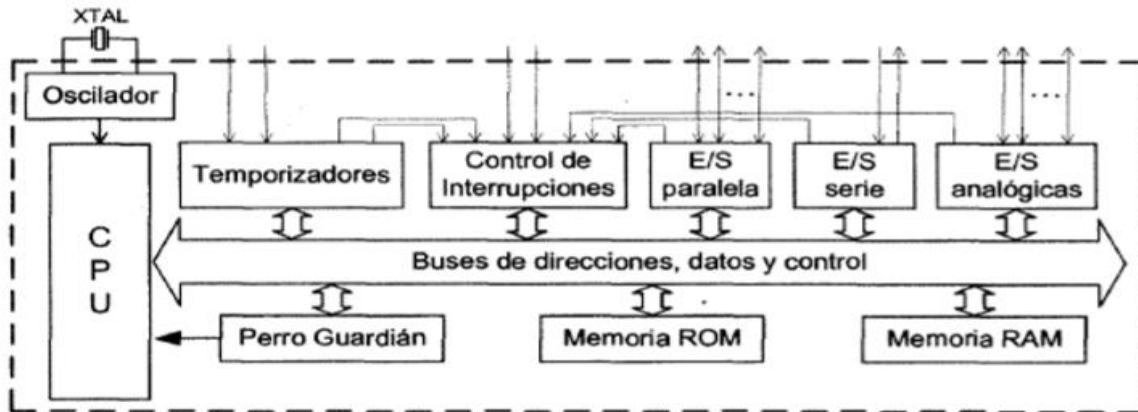 XTAL
Oscilador
Temporizadores
Control de
Interrupciones
E/S
paralela
E/S
serie
E/S
analógicas
C
P
U
Buses de direcciones, datos y control
Perro Guardián
Memoria ROM
Memoria RAM